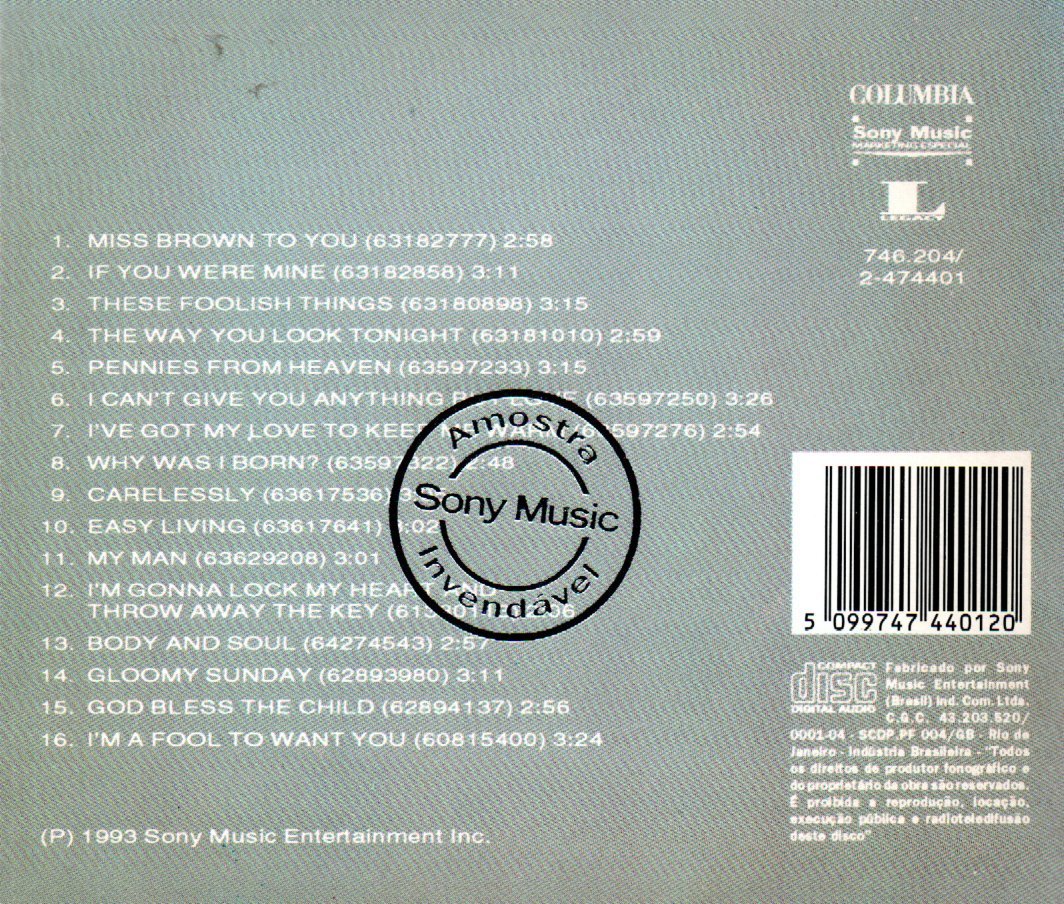 COLUMBIA
Sony Music
MARKETING ESPECIAL
L
LEGACY
746.204/
2-474401
1. MISS BROWN TO YOU (63182777) 2:58
2. IF YOU WERE MINE (63182858) 3:11
3. THESE FOOLISH THINGS (63180898) 3:15
4. THE WAY YOU LOOK TONIGHT (63181010) 2:59
5. PENNIES FROM HEAVEN (63597233) 3:15
6. I CAN'T GIVE YOU ANYTHING BUT LOVE (63597250) 3:26
7. I'VE GOT MY LOVE TO KEEP ME WARM (63597276) 2:54
8. WHY WAS I BORN? 2:48
9. CARELESSLY (63617536)
10. EASY LIVING (63617641) 3:02
11. MY MAN (63629208) 3:01
12. I'M GONNA LOCK MY HEART AND
THROW AWAY THE KEY
13. BODY AND SOUL (64274543) 2:57
14. GLOOMY SUNDAY (62893980) 3:11
15. GOD BLESS THE CHILD (62894137) 2:56
16. I'M A FOOL TO WANT YOU (60815400) 3:24
Amostra
Sony Music
Invendável
(P) 1993 Sony Music Entertainment Inc.
5 099747 440120
COMPACT
disc
DIGITAL AUDIO
Fabricado por Sony
Music Entertainment
(Brasil) Ind. Com. Ltda.
C.G.C. 43.203.520/
0001-04 - SCDP.PF 004/GB - Rio de
Janeiro - Indústria Brasileira - "Todos
os direitos de produtor fonográfico e
do proprietário da obra são reservados.
É proibida a reprodução, locação,
execução pública e radioteledifusão
deste disco"